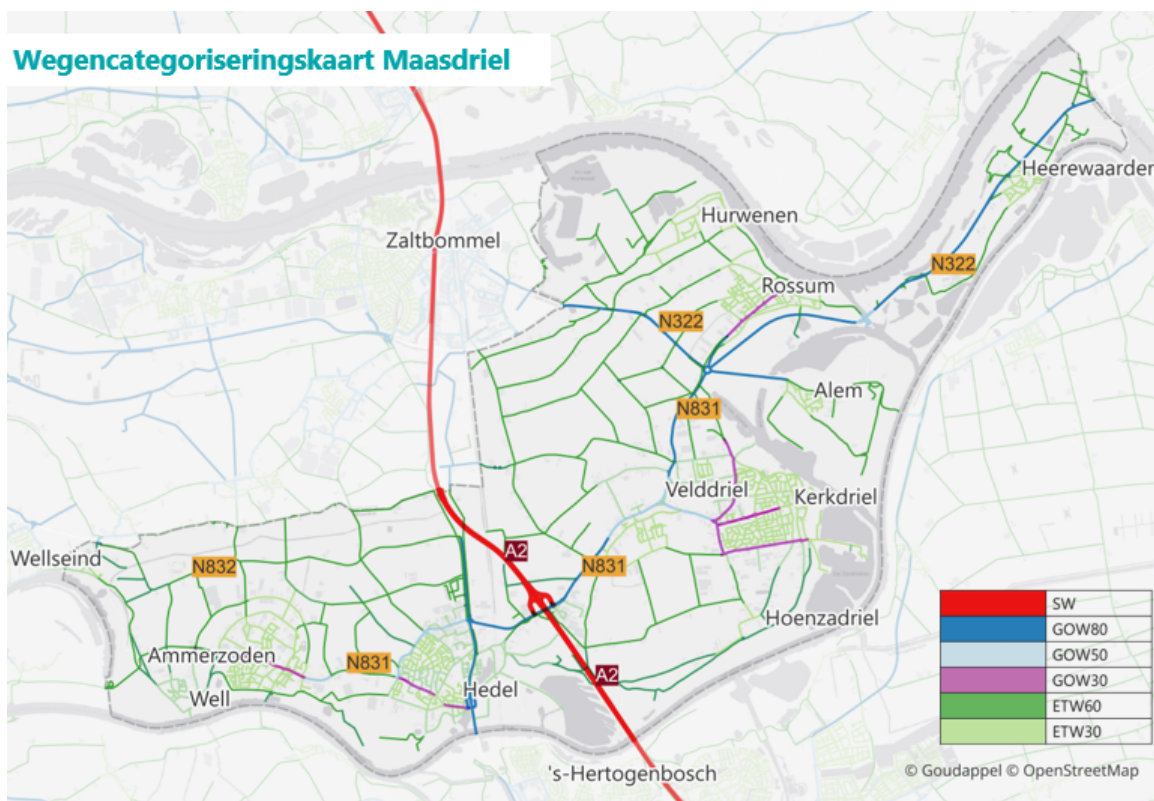 Wegencategoriseringskaart Maasdriel
Heerewaarden
Hurwenen
Zaltbommel
N322
Rossum
N322
Alem
N831
Velddriel
Kerkdriel
A2
Wellseind
N832
N831
Hoenzadriel
Ammerzoden
N831
Well
Hedel
A2
's-Hertogenbosch
SW
GOW80
GOW50
GOW30
ETW60
ETW30
© Goudappel © OpenStreetMap